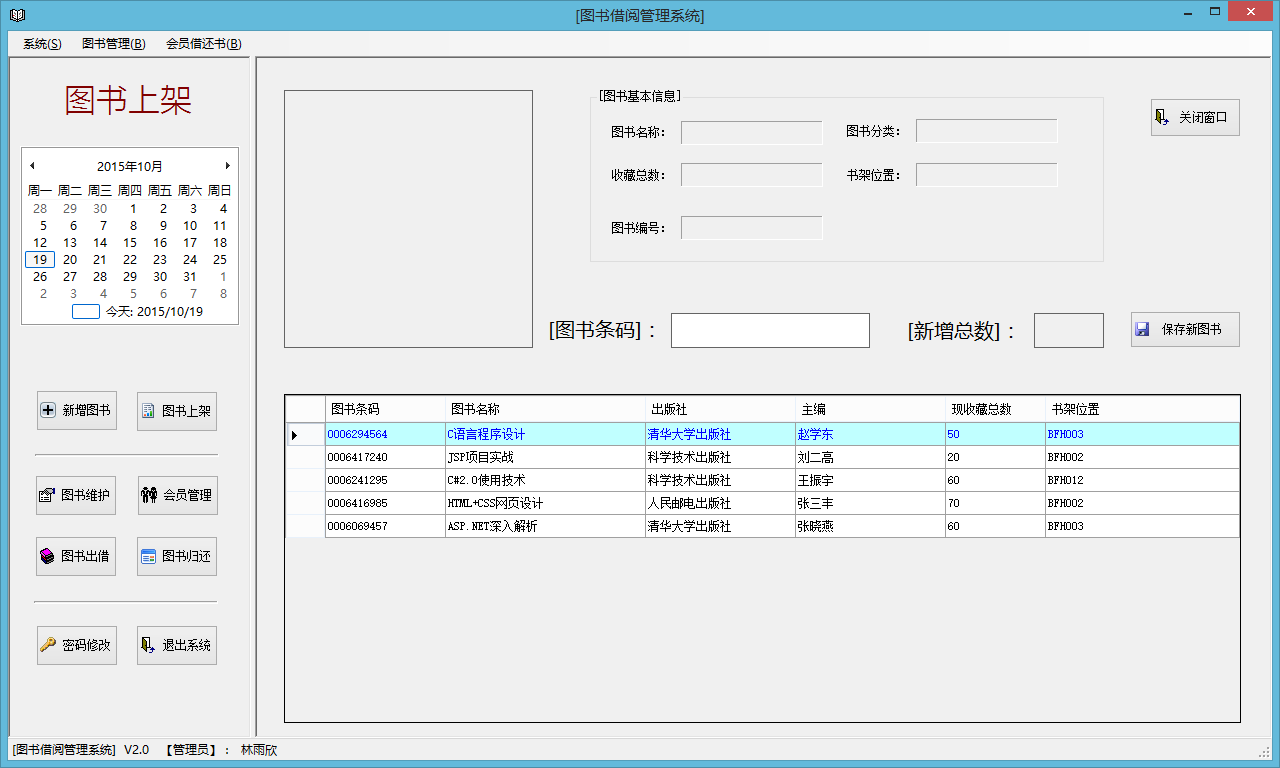 [图书借阅管理系统]
系统(S) 图书管理(B) 会员借还书(B)
图书上架
2015年10月
周一 周二 周三 周四 周五 周六 周日
28 29 30 1 2 3 4
5 6 7 8 9 10 11
12 13 14 15 16 17 18
19 20 21 22 23 24 25
26 27 28 29 30 31 1
2 3 4 5 6 7 8
今天: 2015/10/19
新增图书 图书上架
图书维护 会员管理
图书出借 图书归还
密码修改 退出系统
[图书基本信息]
图书名称： 图书分类：
收藏总数： 书架位置：
图书编号：
关闭窗口
[图书条码]： [新增总数]： 保存新图书
图书条码 图书名称 出版社 主编 现收藏总数 书架位置
0006294564 C语言程序设计 清华大学出版社 赵学东 50 BFH003
0006417240 JSP项目实战 科学技术出版社 刘二高 20 BFH002
0006241295 C#2.0使用技术 科学技术出版社 王振宇 60 BFH012
0006416985 HTML+CSS网页设计 人民邮电出版社 张三丰 70 BFH002
0006069457 ASP.NET深入解析 清华大学出版社 张晓燕 60 BFH003
[图书借阅管理系统] V2.0 【管理员】： 林雨欣